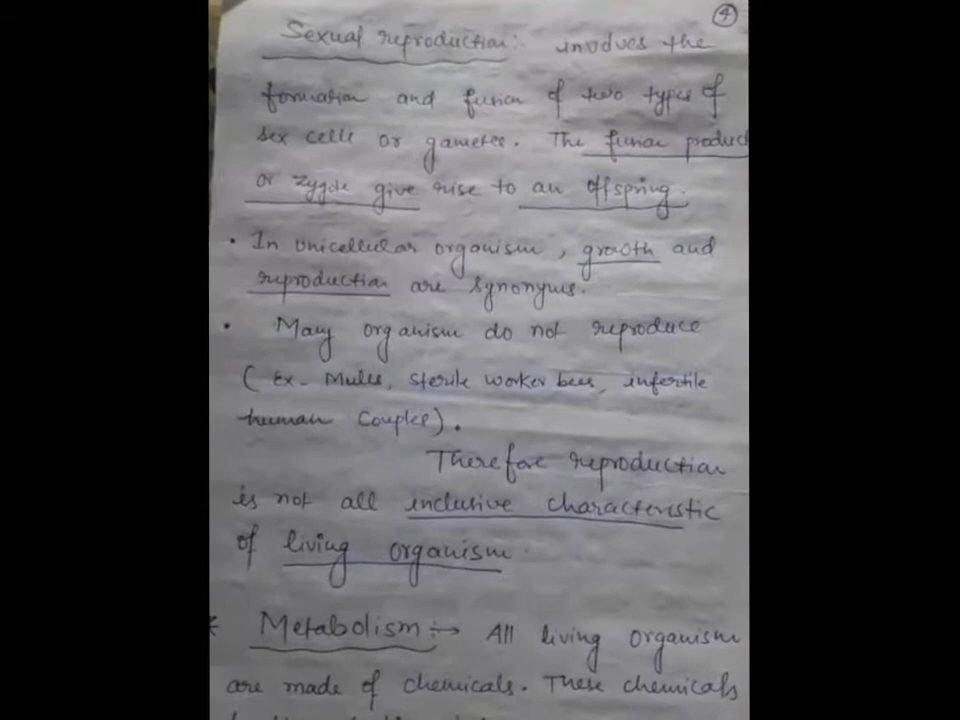 4
Sexual reproduction: involves the
formation and fusion of two types of
sex cells or gametes. The fusion product
or zygote give rise to an offspring.
• In unicellular organism, growth and
reproduction are synonyms.
• Many organism do not reproduce
(Ex- Mules, sterile worker bees, infertile
human couples).
Therefore reproduction
is not all inclusive characteristic
of living organism
* Metabolism :→ All living organism
are made of chemicals. These chemicals